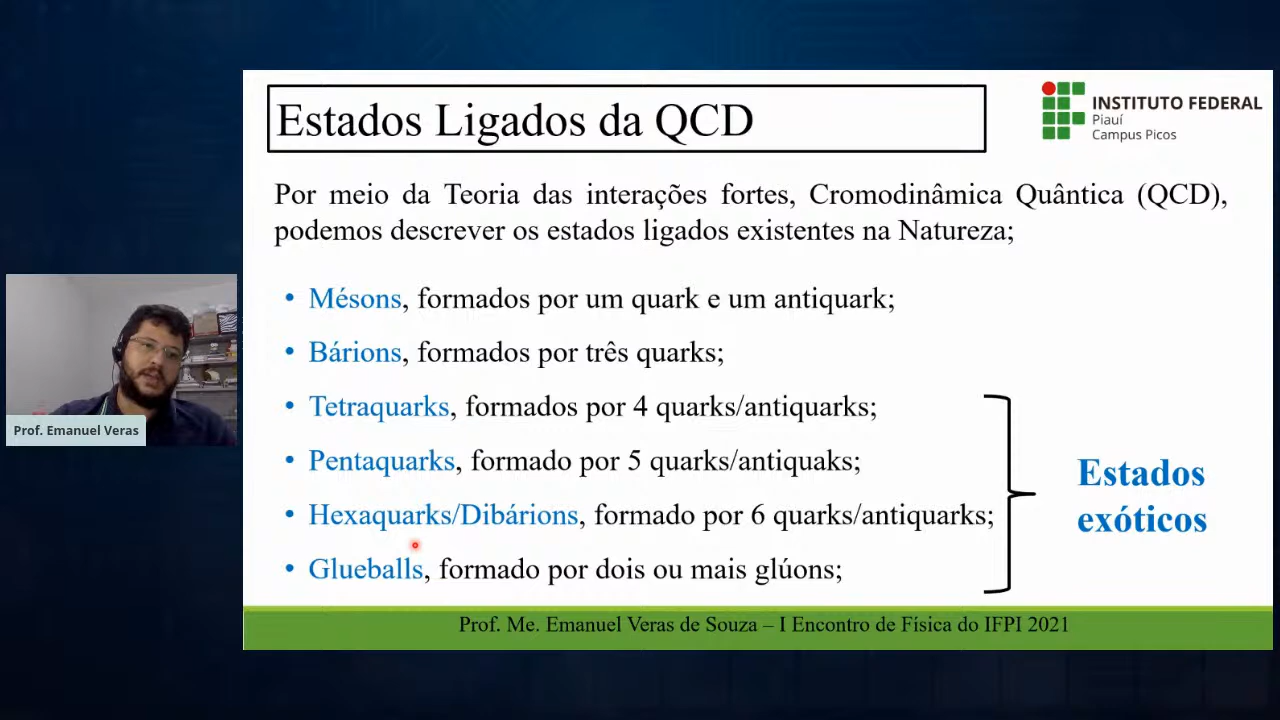 Estados Ligados da QCD
INSTITUTO FEDERAL
Piauí
Campus Picos
Por meio da Teoria das interações fortes, Cromodinâmica Quântica (QCD),
podemos descrever os estados ligados existentes na Natureza;
• Mésons, formados por um quark e um antiquark;
• Bárions, formados por três quarks;
• Tetraquarks, formados por 4 quarks/antiquarks;
• Pentaquarks, formado por 5 quarks/antiquaks;
• Hexaquarks/Dibárions, formado por 6 quarks/antiquarks;
• Glueballs, formado por dois ou mais glúons;
Estados
exóticos
Prof. Emanuel Veras
Prof. Me. Emanuel Veras de Souza – I Encontro de Física do IFPI 2021